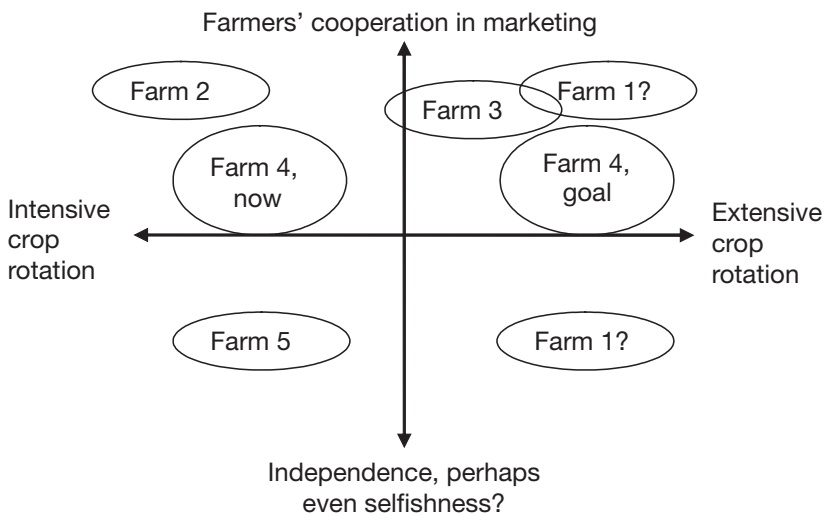 Farmers’ cooperation in marketing
Farm 2
Farm 3
Farm 1?
Farm 4,
now
Farm 4,
goal
Intensive
crop
rotation
Extensive
crop
rotation
Farm 5
Farm 1?
Independence, perhaps
even selfishness?